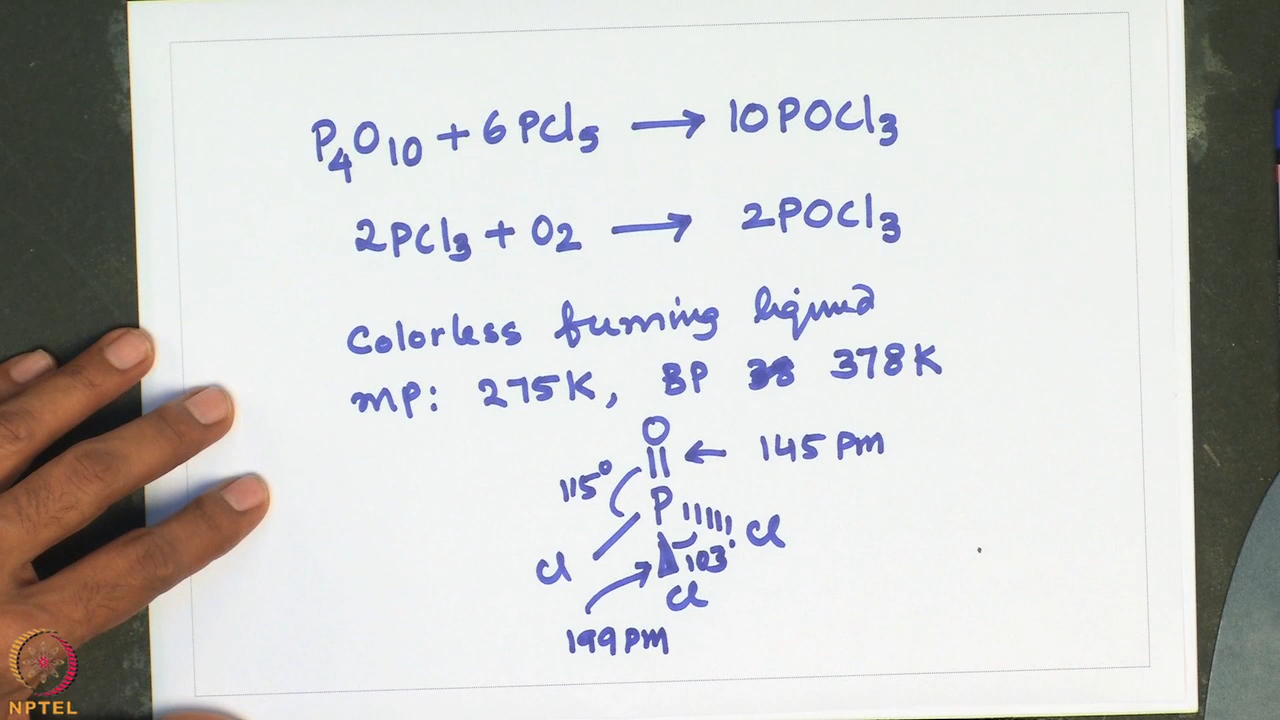 P₄O₁₀ + 6PCl₅ → 10POCl₃
2PCl₃ + O₂ → 2POCl₃
Colorless fuming liquid
MP: 275K, BP 378K
O
115° || ← 145 pm
P
Cl 103° Cl
Cl
199 pm
NPTEL